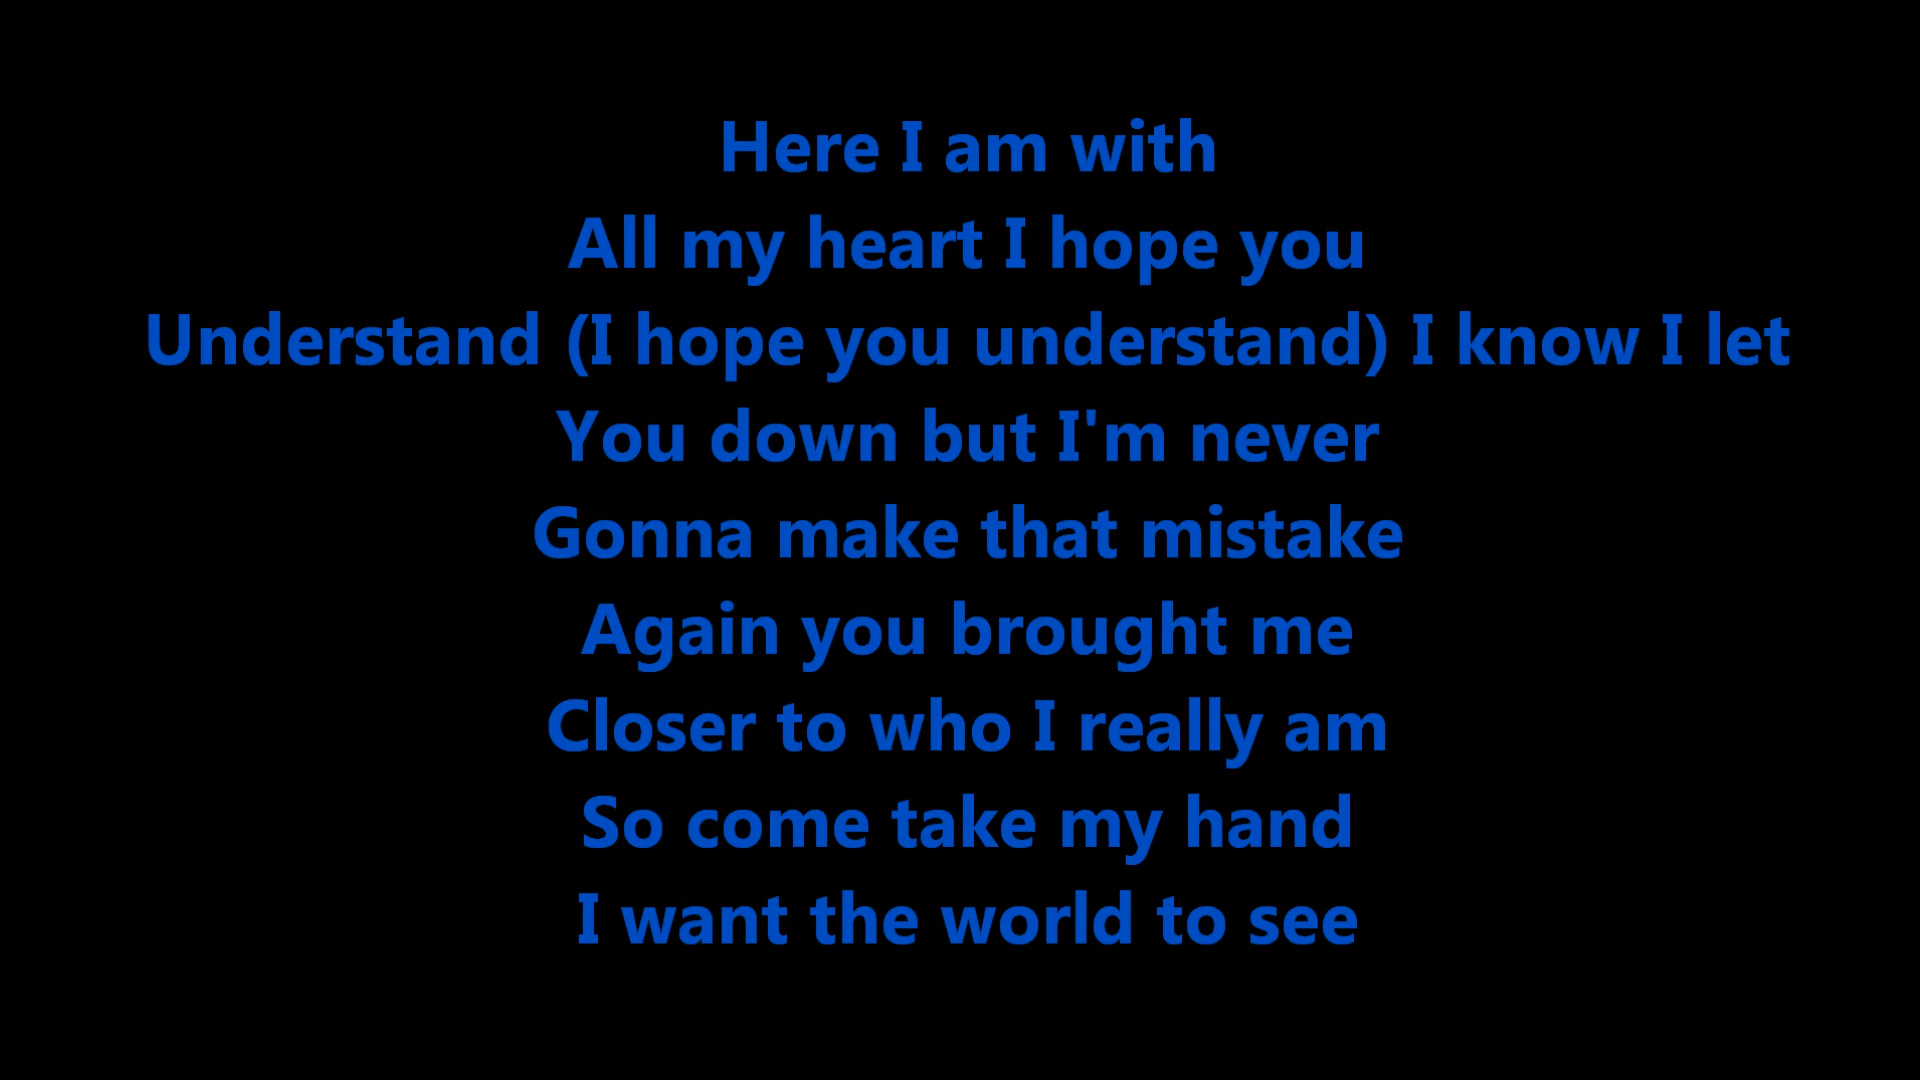 Here I am with
All my heart I hope you
Understand (I hope you understand) I know I let
You down but I'm never
Gonna make that mistake
Again you brought me
Closer to who I really am
So come take my hand
I want the world to see